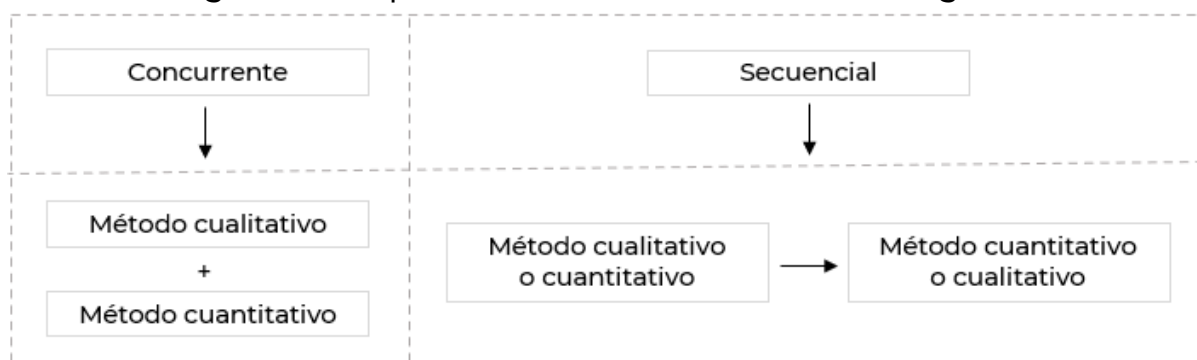 Concurrente
Secuencial
Método cualitativo
+
Método cuantitativo
Método cualitativo
o cuantitativo
Método cuantitativo
o cualitativo